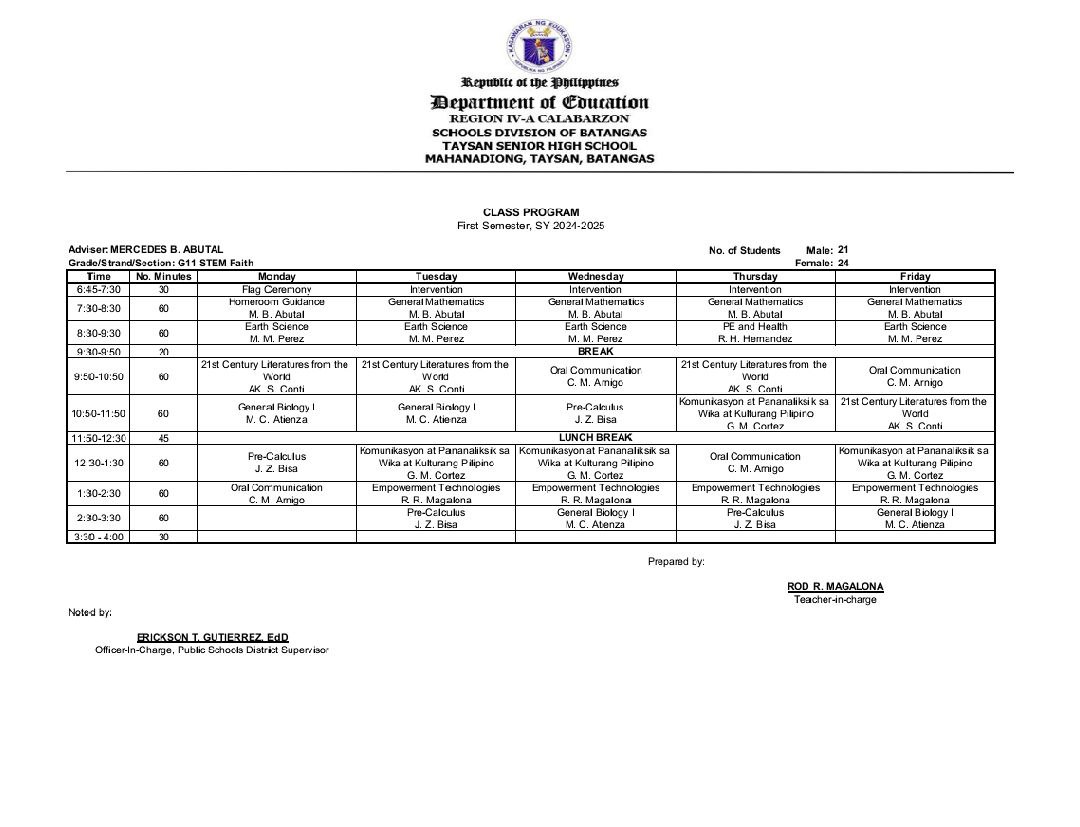 KAGAWARAN NG EDUKASYON
REPUBLIKA NG PILIPINAS
Republic of the Philippines
Department of Education
REGION IV-A CALABARZON
SCHOOLS DIVISION OF BATANGAS
TAYSAN SENIOR HIGH SCHOOL
MAHANADIONG, TAYSAN, BATANGAS
CLASS PROGRAM
First Semester, SY 2024-2025
Adviser: MERCEDES B. ABUTAL No. of Students Male: 21
Grade/Strand/Section: G11 STEM Faith Female: 24
Time No. Minutes Monday Tuesday Wednesday Thursday Friday
6:45-7:30 30 Flag Ceremony Intervention Intervention Intervention Intervention
7:30-8:30 60 Homeroom Guidance General Mathematics General Mathematics General Mathematics General Mathematics
M. B. Abutal M. B. Abutal M. B. Abutal M. B. Abutal M. B. Abutal
8:30-9:30 60 Earth Science Earth Science Earth Science PE and Health Earth Science
M. M. Perez M. M. Perez M. M. Perez R. H. Hernandez M. M. Perez
9:30-9:50 20 BREAK
9:50-10:50 60 21st Century Literatures from the 21st Century Literatures from the Oral Communication 21st Century Literatures from the Oral Communication
World World C. M. Amigo World C. M. Amigo
AK. S. Conti AK. S. Conti AK. S. Conti
10:50-11:50 60 General Biology I General Biology I Pre-Calculus Komunikasyon at Pananaliksik sa 21st Century Literatures from the
M. C. Atienza M. C. Atienza J. Z. Bisa Wika at Kulturang Pilipino World
G. M. Cortez AK. S. Conti
11:50-12:30 45 LUNCH BREAK
12:30-1:30 60 Pre-Calculus Komunikasyon at Pananaliksik sa Komunikasyon at Pananaliksik sa Oral Communication Komunikasyon at Pananaliksik sa
J. Z. Bisa Wika at Kulturang Pilipino Wika at Kulturang Pilipino C. M. Amigo Wika at Kulturang Pilipino
G. M. Cortez G. M. Cortez G. M. Cortez
1:30-2:30 60 Oral Communication Empowerment Technologies Empowerment Technologies Empowerment Technologies Empowerment Technologies
C. M. Amigo R. R. Magalona R. R. Magalona R. R. Magalona R. R. Magalona
2:30-3:30 60 Pre-Calculus General Biology I Pre-Calculus General Biology I
J. Z. Bisa M. C. Atienza J. Z. Bisa M. C. Atienza
3:30 - 4:00 30
Prepared by:
ROD R. MAGALONA
Teacher-in-charge
Noted by:
ERICKSON T. GUTIERREZ, EdD
Officer-In-Charge, Public Schools District Supervisor